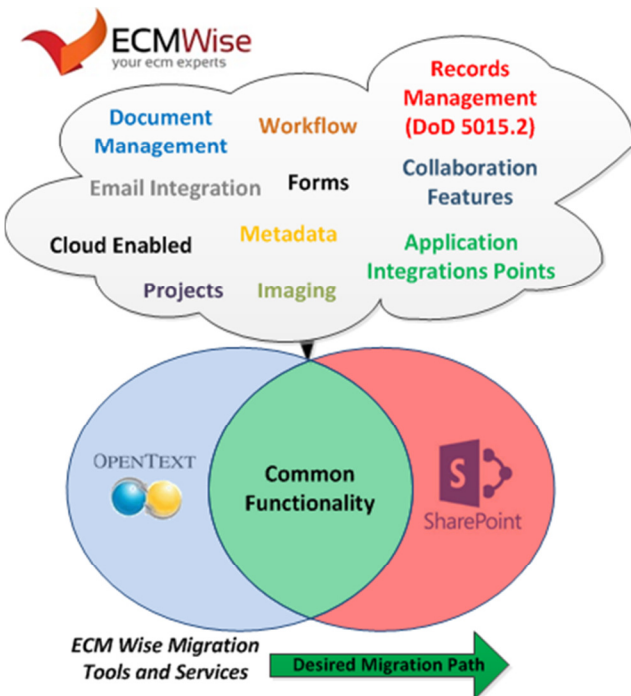 ECMWise
your ecm experts
Records
Management
(DoD 5015.2)
Document
Management
Workflow
Collaboration
Features
Email Integration
Forms
Cloud Enabled
Metadata
Application
Integrations Points
Projects
Imaging
OPENTEXT
Common
Functionality
S
SharePoint
ECM Wise Migration
Tools and Services
Desired Migration Path